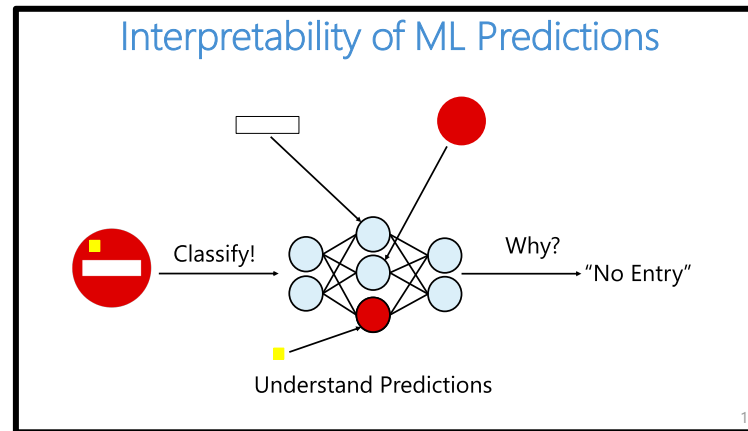 Interpretability of ML Predictions
Classify!
Why?
“No Entry”
Understand Predictions
1